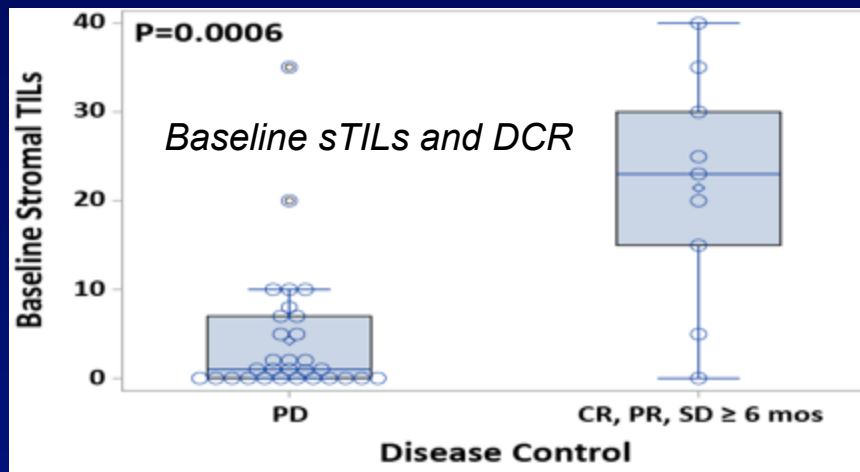 40
P=0.0006
30
Baseline sTILs and DCR
20
10
0
Baseline Stromal TILs
PD
CR, PR, SD ≥ 6 mos
Disease Control